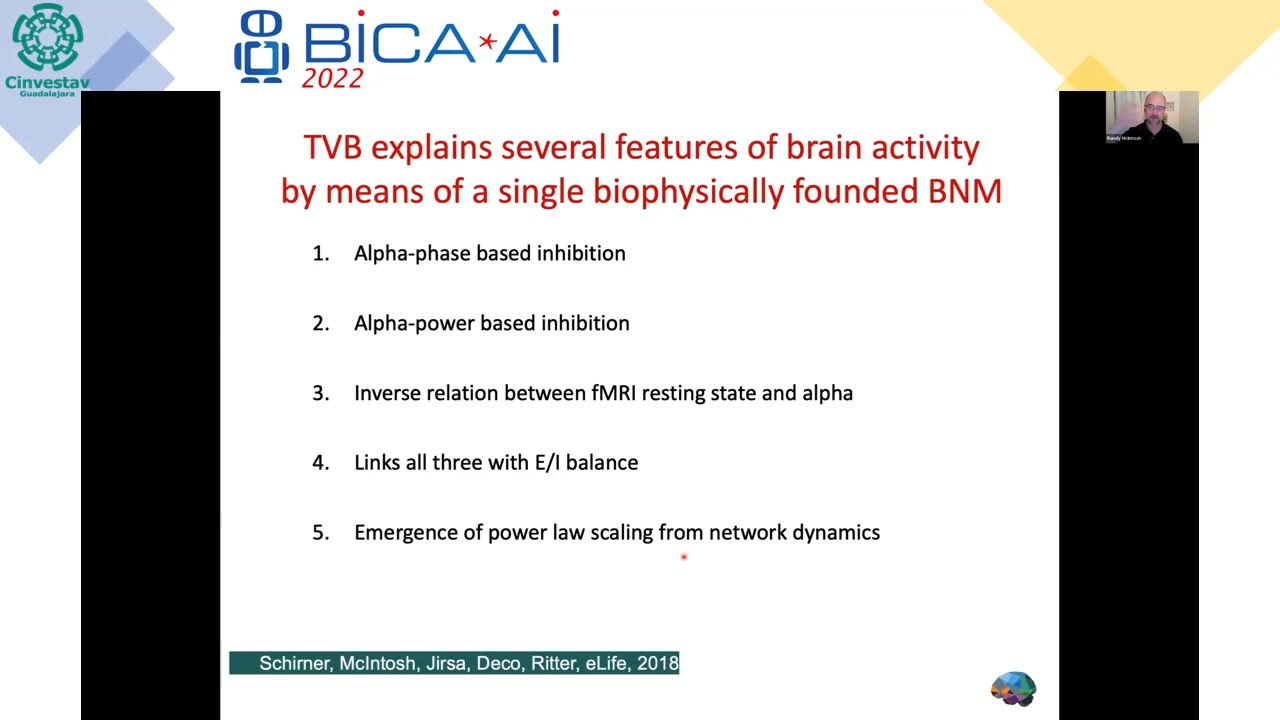 Cinvestav
Guadalajara
BiCA*Ai
2022
Randy McIntosh
TVB explains several features of brain activity
by means of a single biophysically founded BNM
1. Alpha-phase based inhibition
2. Alpha-power based inhibition
3. Inverse relation between fMRI resting state and alpha
4. Links all three with E/I balance
5. Emergence of power law scaling from network dynamics
Schirner, McIntosh, Jirsa, Deco, Ritter, eLife, 2018